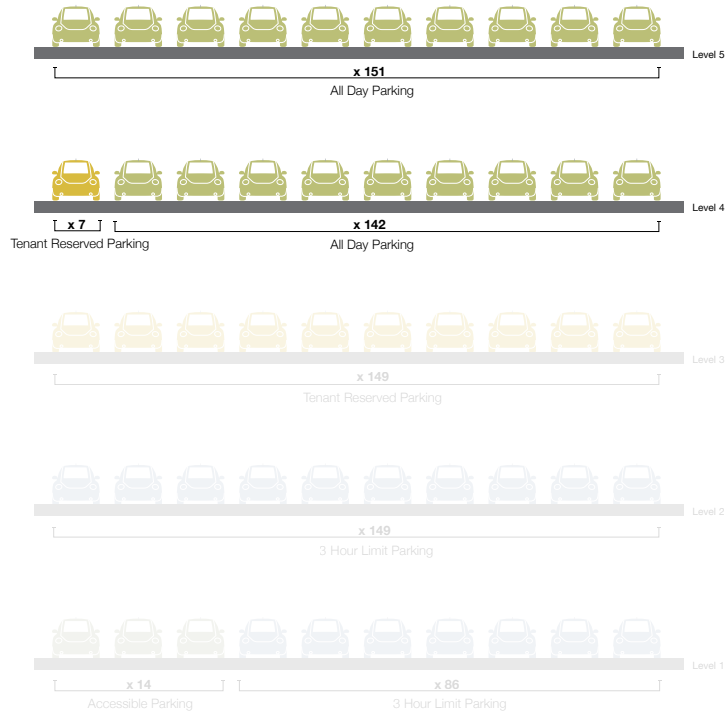 Level 5
x 151
All Day Parking
Level 4
x 7 x 142
Tenant Reserved Parking All Day Parking
Level 3
x 149
Tenant Reserved Parking
Level 2
x 149
3 Hour Limit Parking
Level 1
x 14 x 86
Accessible Parking 3 Hour Limit Parking